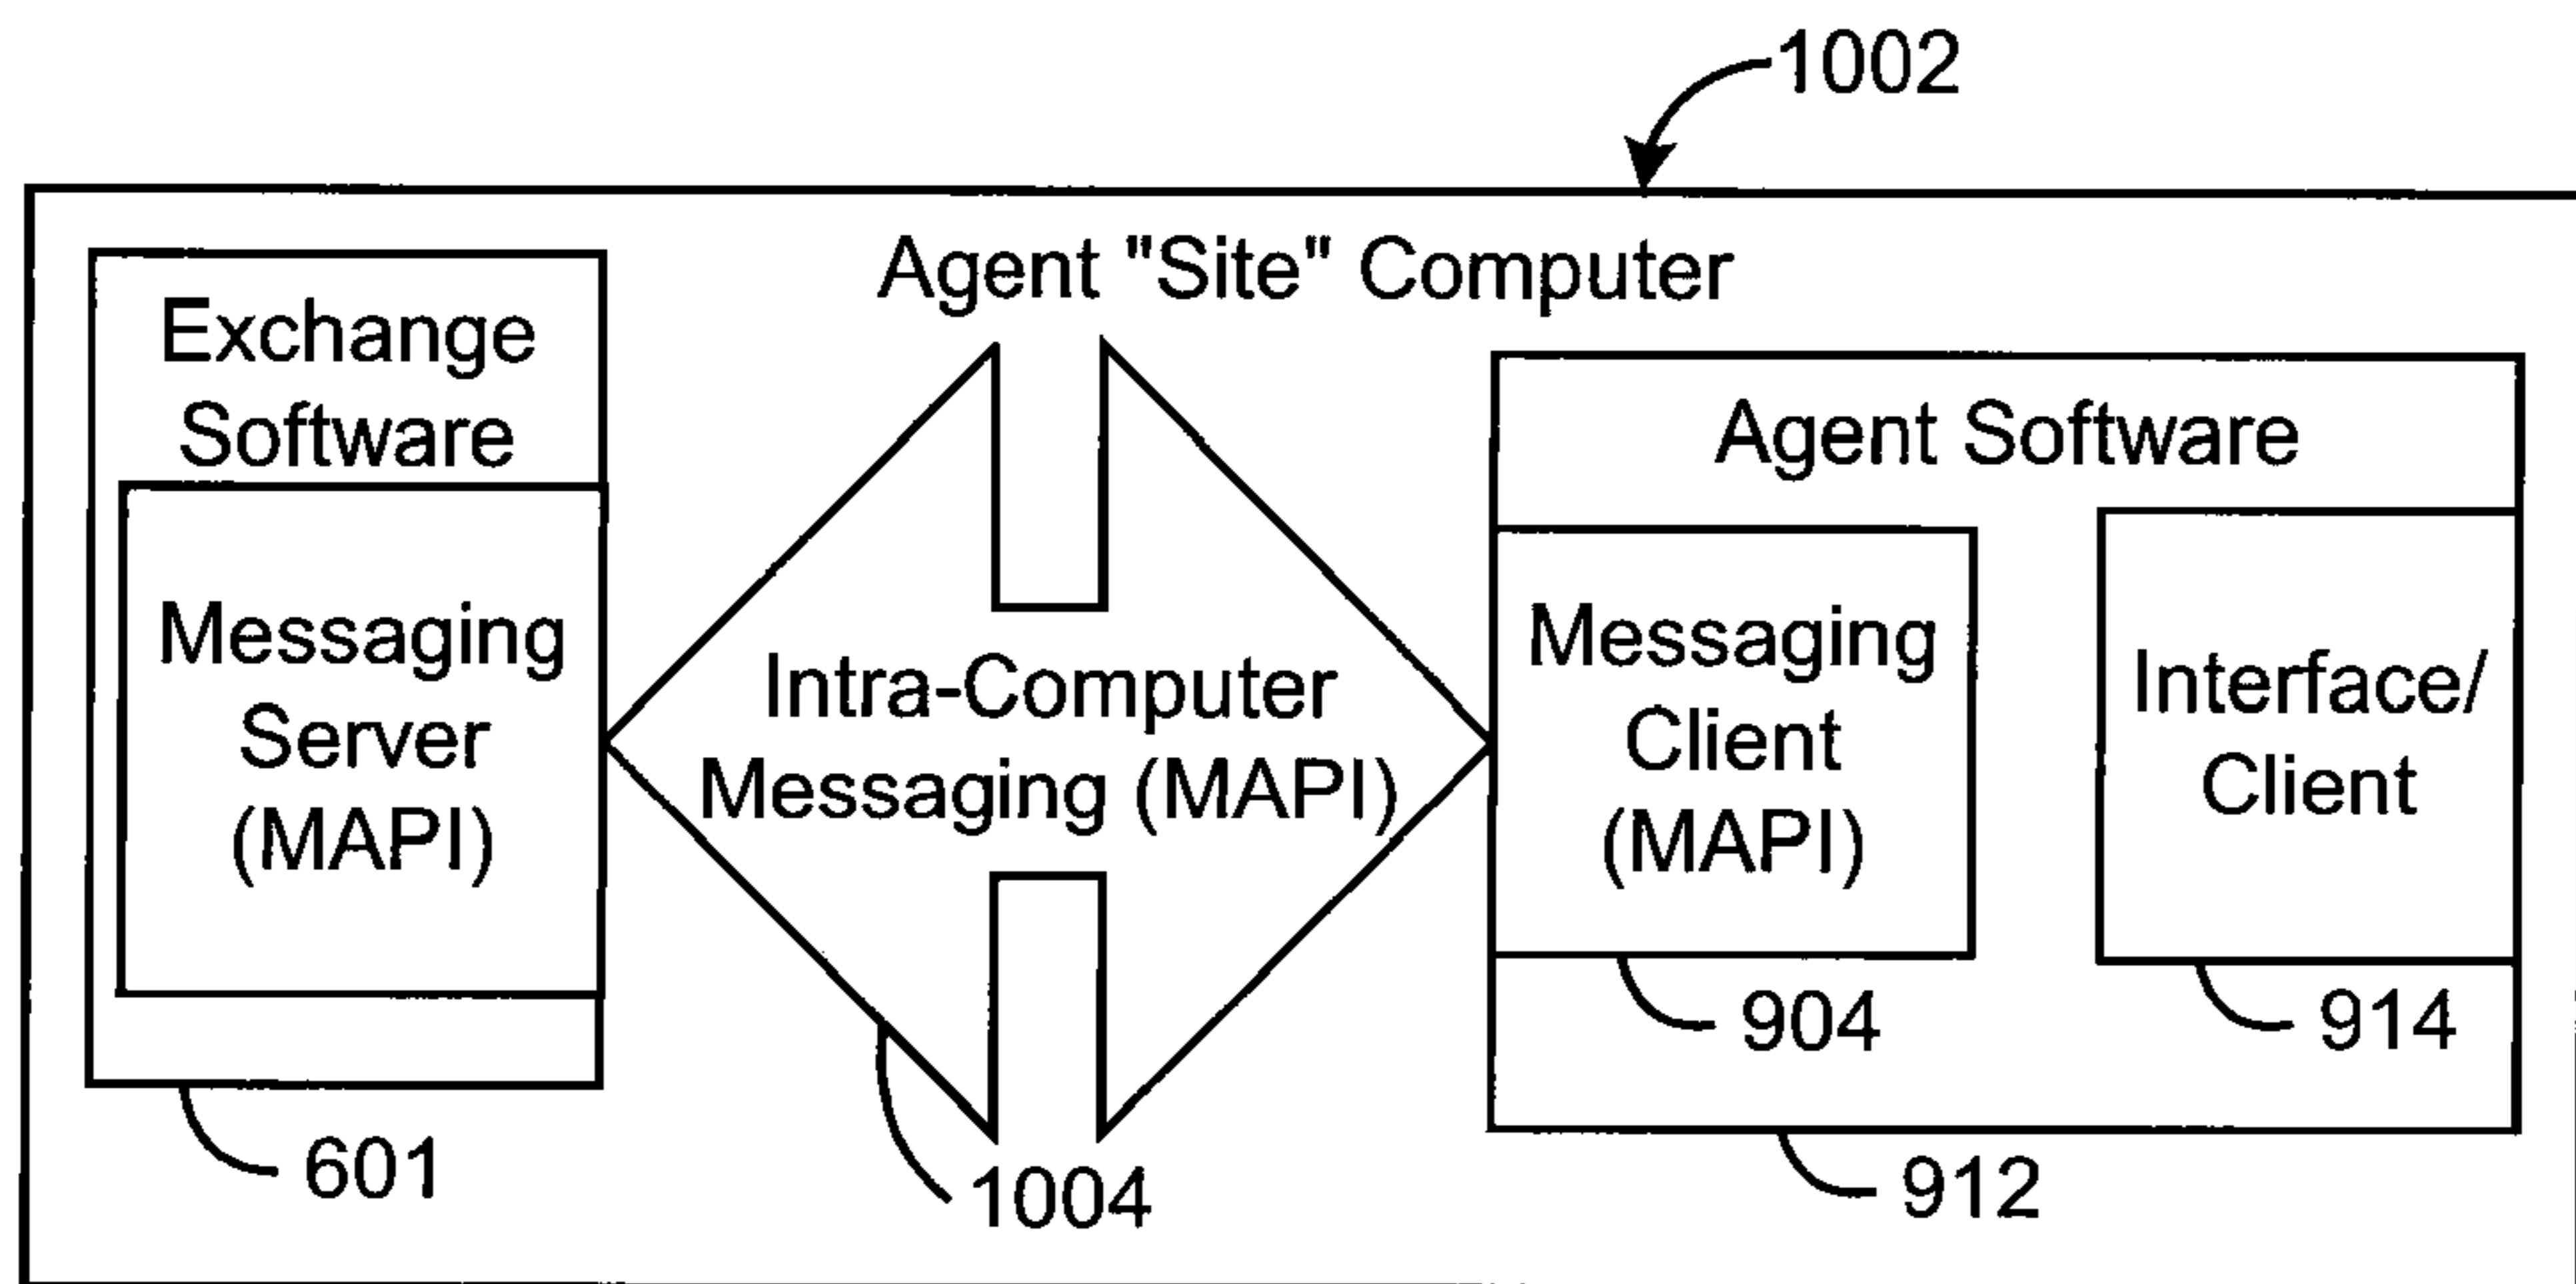 1002
Agent "Site" Computer
Exchange
Software
Messaging
Server
(MAPI)
601
Intra-Computer
Messaging (MAPI)
1004
Agent Software
Messaging
Client
(MAPI)
904
Interface/
Client
914
912